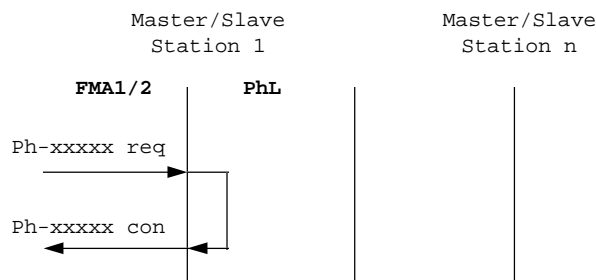 Master/Slave Master/Slave
Station 1 Station n
FMA1/2 PhL
Ph-xxxxx req
Ph-xxxxx con